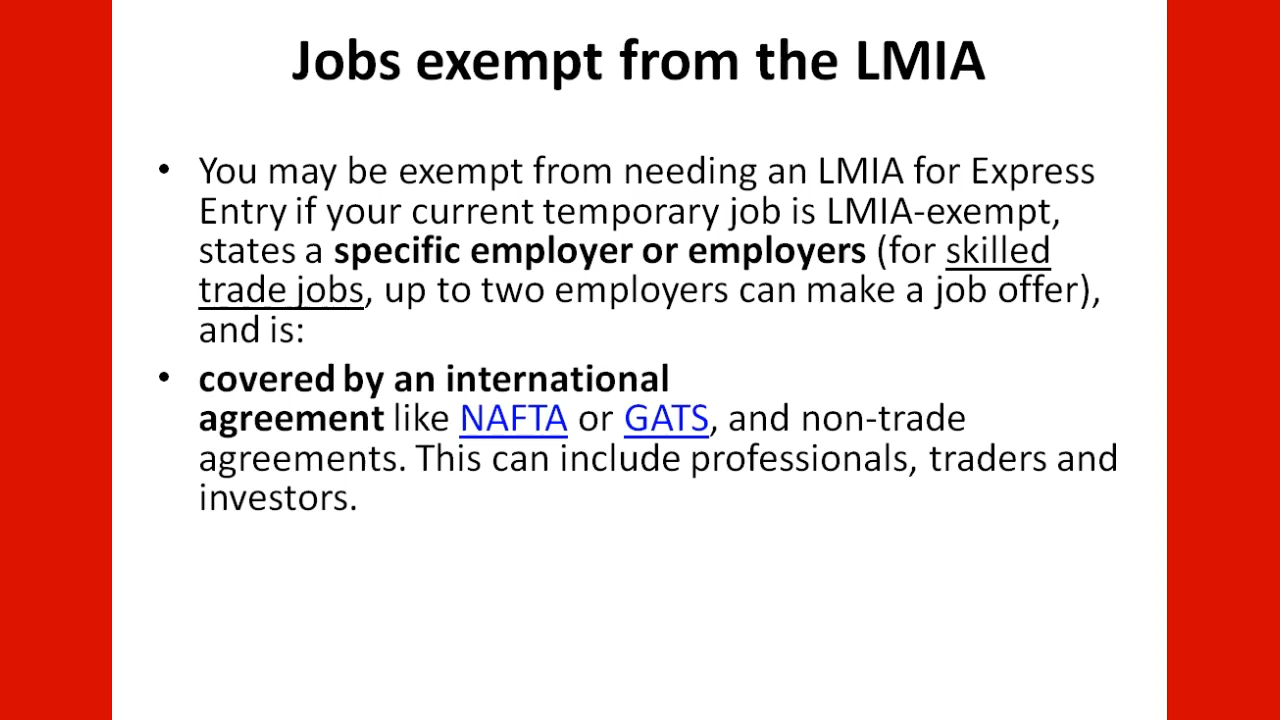 Jobs exempt from the LMIA
• You may be exempt from needing an LMIA for Express
Entry if your current temporary job is LMIA-exempt,
states a specific employer or employers (for skilled
trade jobs, up to two employers can make a job offer),
and is:
• covered by an international
agreement like NAFTA or GATS, and non-trade
agreements. This can include professionals, traders and
investors.